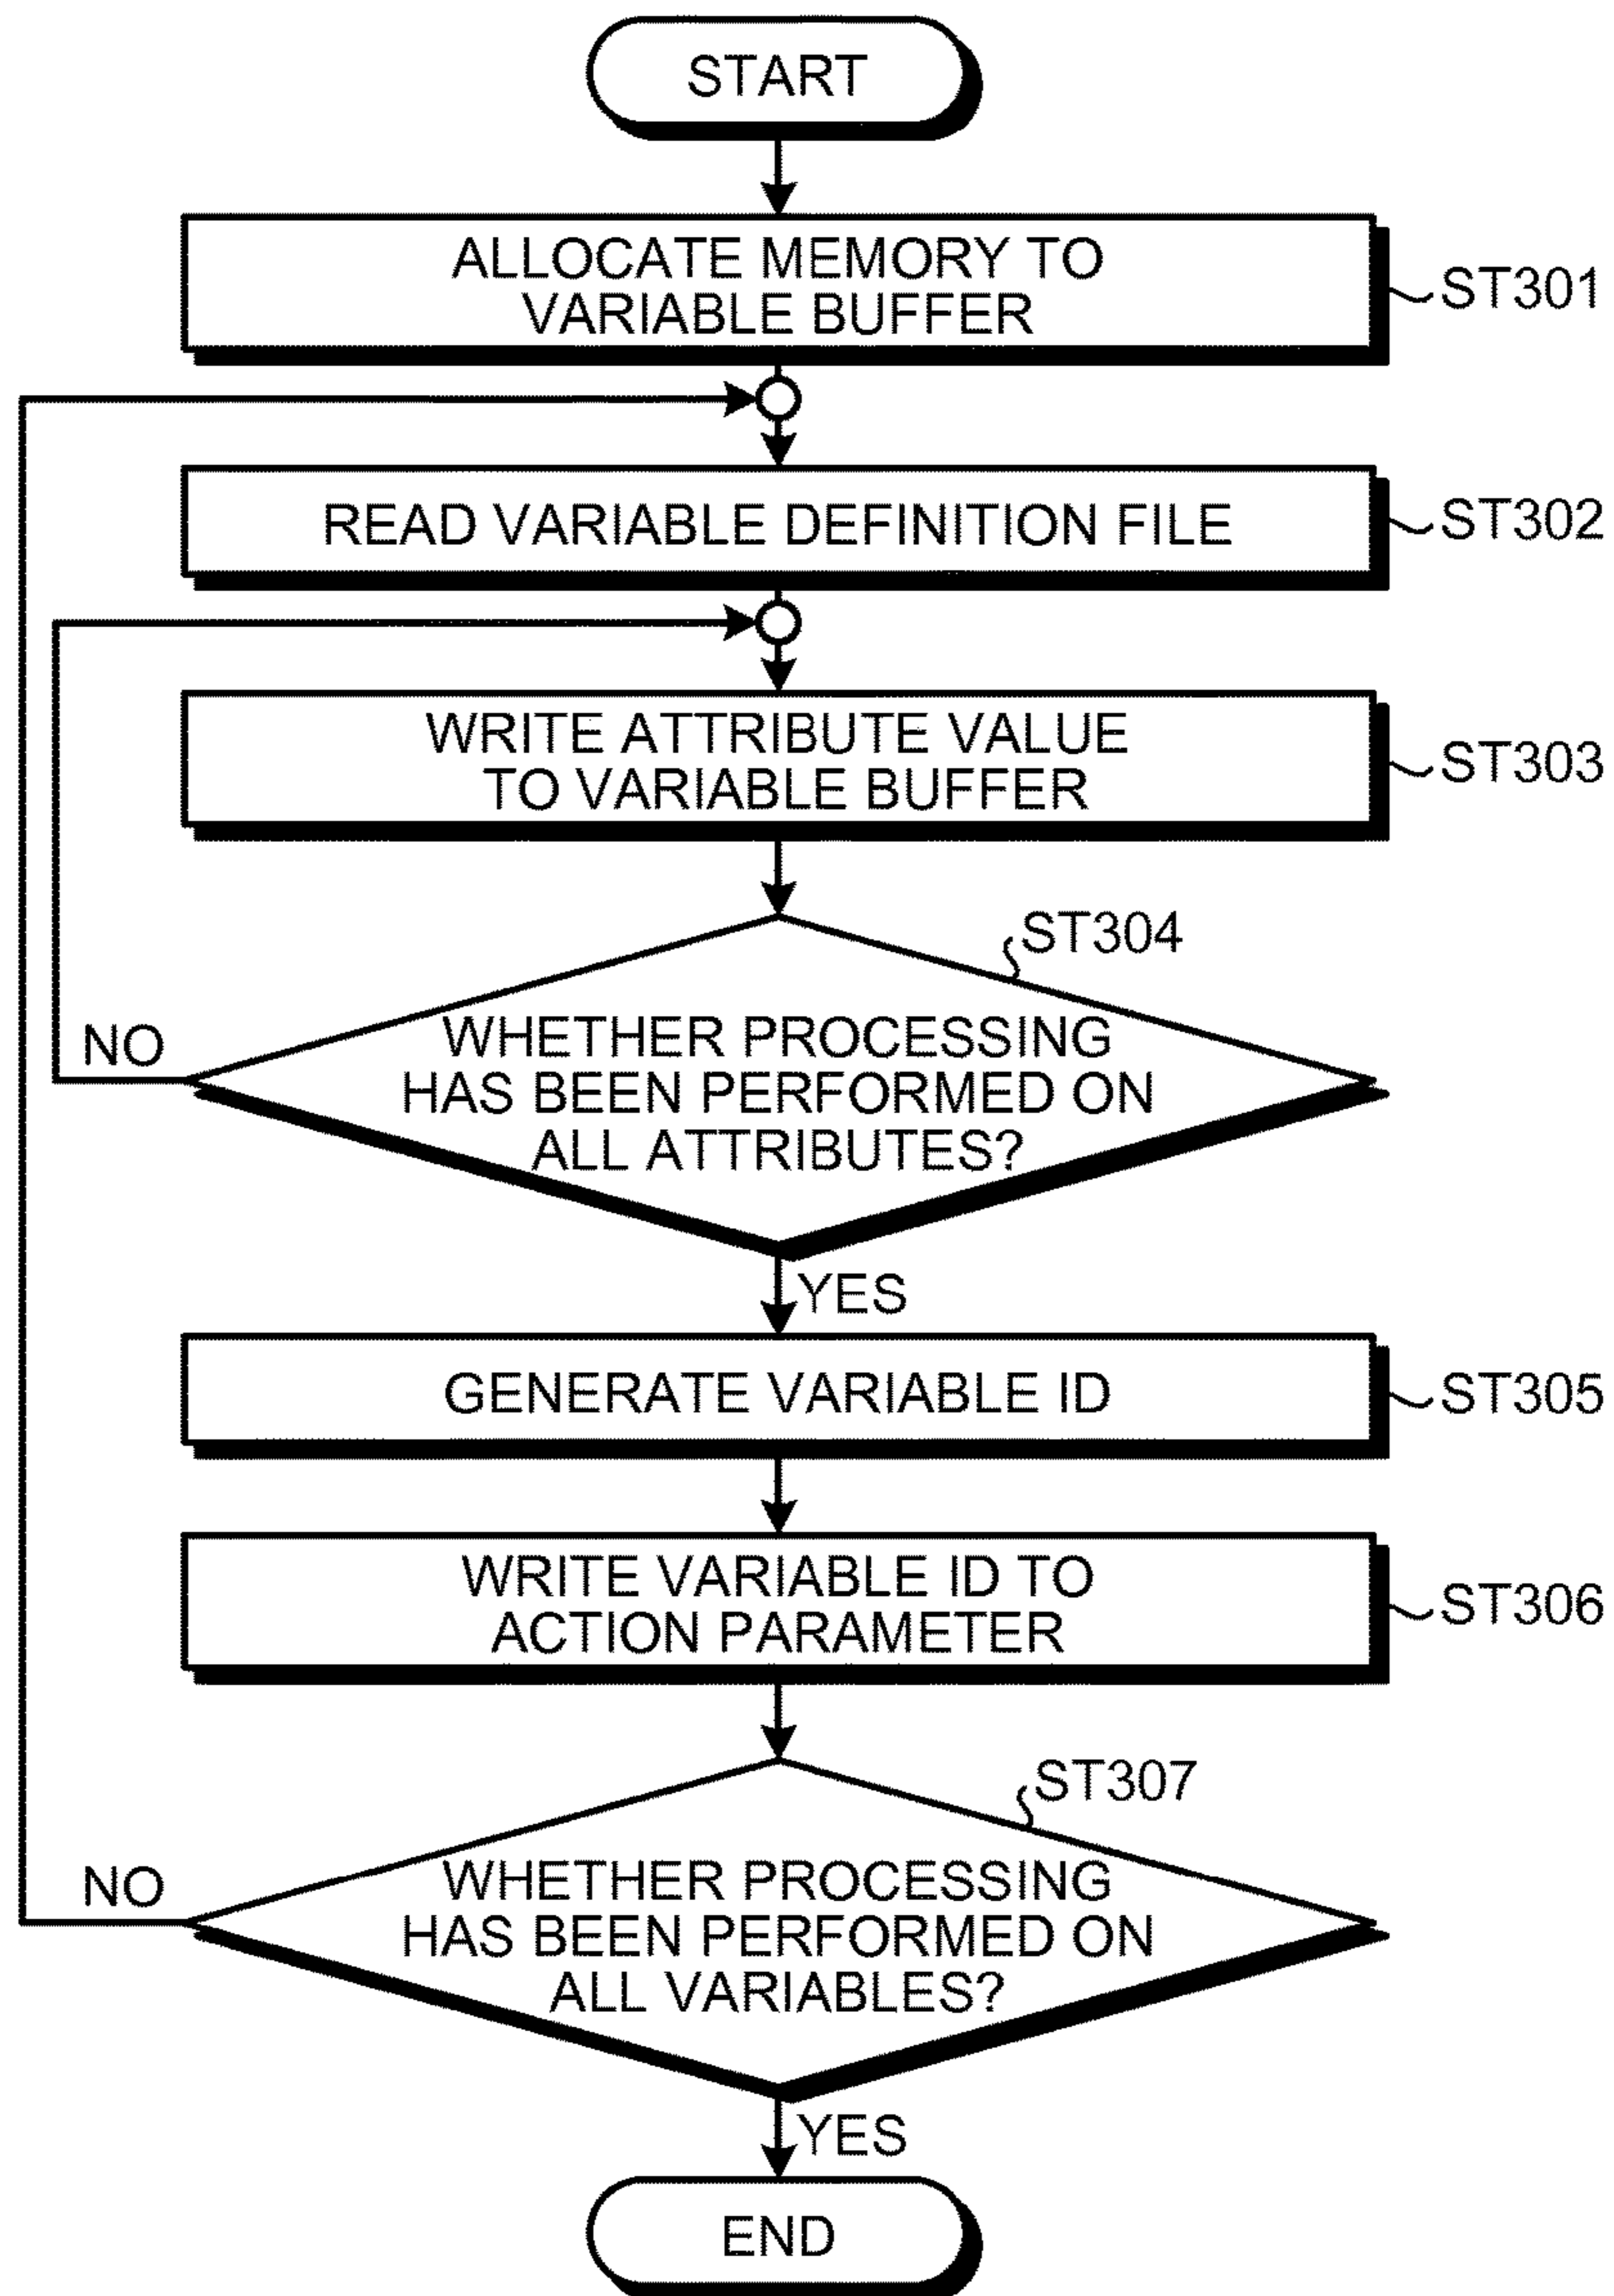 START
ALLOCATE MEMORY TO
VARIABLE BUFFER
ST301
READ VARIABLE DEFINITION FILE
ST302
WRITE ATTRIBUTE VALUE
TO VARIABLE BUFFER
ST303
ST304
WHETHER PROCESSING
HAS BEEN PERFORMED ON
ALL ATTRIBUTES?
NO
YES
GENERATE VARIABLE ID
ST305
WRITE VARIABLE ID TO
ACTION PARAMETER
ST306
ST307
WHETHER PROCESSING
HAS BEEN PERFORMED ON
ALL VARIABLES?
NO
YES
END